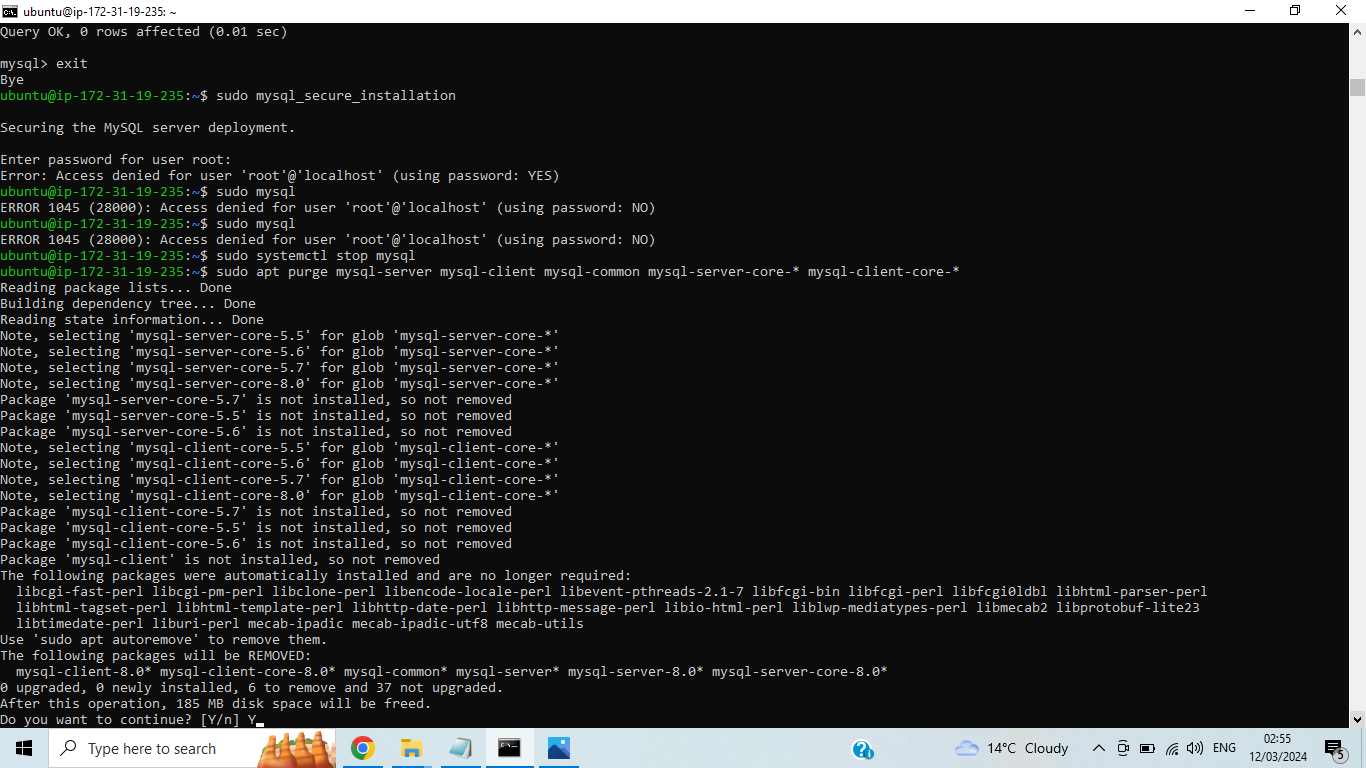 ubuntu@ip-172-31-19-235: ~
Query OK, 0 rows affected (0.01 sec)
mysql> exit
Bye
ubuntu@ip-172-31-19-235:~$ sudo mysql_secure_installation
Securing the MySQL server deployment.
Enter password for user root:
Error: Access denied for user 'root'@'localhost' (using password: YES)
ubuntu@ip-172-31-19-235:~$ sudo mysql
ERROR 1045 (28000): Access denied for user 'root'@'localhost' (using password: NO)
ubuntu@ip-172-31-19-235:~$ sudo mysql
ERROR 1045 (28000): Access denied for user 'root'@'localhost' (using password: NO)
ubuntu@ip-172-31-19-235:~$ sudo systemctl stop mysql
ubuntu@ip-172-31-19-235:~$ sudo apt purge mysql-server mysql-client mysql-common mysql-server-core-* mysql-client-core-*
Reading package lists... Done
Building dependency tree... Done
Reading state information... Done
Note, selecting 'mysql-server-core-5.5' for glob 'mysql-server-core-*'
Note, selecting 'mysql-server-core-5.6' for glob 'mysql-server-core-*'
Note, selecting 'mysql-server-core-5.7' for glob 'mysql-server-core-*'
Note, selecting 'mysql-server-core-8.0' for glob 'mysql-server-core-*'
Package 'mysql-server-core-5.7' is not installed, so not removed
Package 'mysql-server-core-5.5' is not installed, so not removed
Package 'mysql-server-core-5.6' is not installed, so not removed
Note, selecting 'mysql-client-core-5.5' for glob 'mysql-client-core-*'
Note, selecting 'mysql-client-core-5.6' for glob 'mysql-client-core-*'
Note, selecting 'mysql-client-core-5.7' for glob 'mysql-client-core-*'
Note, selecting 'mysql-client-core-8.0' for glob 'mysql-client-core-*'
Package 'mysql-client-core-5.7' is not installed, so not removed
Package 'mysql-client-core-5.5' is not installed, so not removed
Package 'mysql-client-core-5.6' is not installed, so not removed
Package 'mysql-client' is not installed, so not removed
The following packages were automatically installed and are no longer required:
libcgi-fast-perl libcgi-pm-perl libclone-perl libencode-locale-perl libevent-pthreads-2.1-7 libfcgi-bin libfcgi-perl libfcgi0ldbl libhtml-parser-perl
libhtml-tagset-perl libhtml-template-perl libhttp-date-perl libhttp-message-perl libio-html-perl liblwp-mediatypes-perl libmecab2 libprotobuf-lite23
libtimedate-perl liburi-perl mecab-ipadic mecab-ipadic-utf8 mecab-utils
Use 'sudo apt autoremove' to remove them.
The following packages will be REMOVED:
mysql-client-8.0* mysql-client-core-8.0* mysql-common* mysql-server* mysql-server-8.0* mysql-server-core-8.0*
0 upgraded, 0 newly installed, 6 to remove and 37 not upgraded.
After this operation, 185 MB disk space will be freed.
Do you want to continue? [Y/n] Y
Type here to search
14°C Cloudy
ENG
02:55
12/03/2024
5